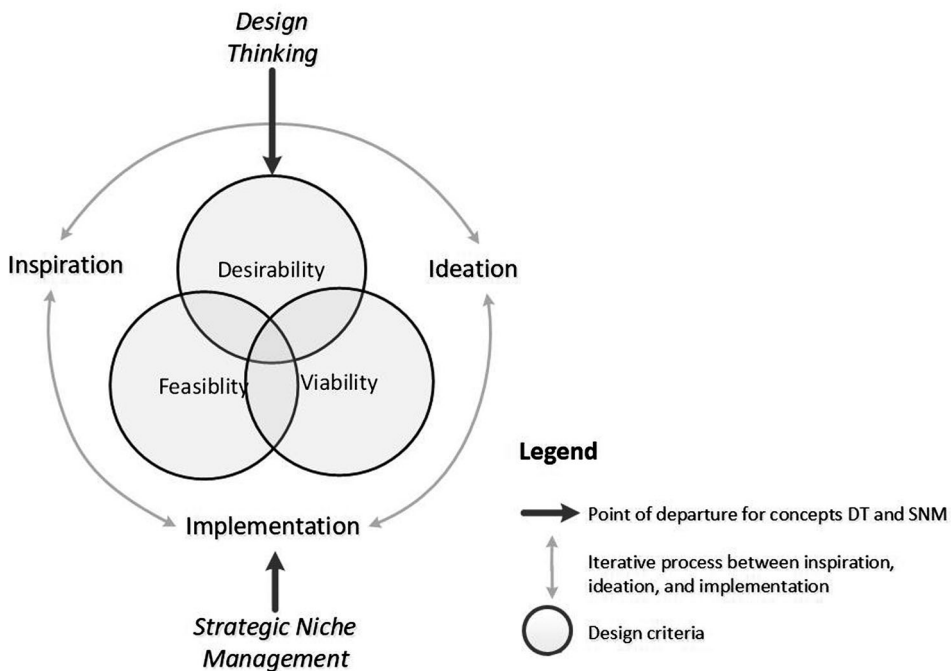 Design
Thinking
Inspiration
Desirability
Ideation
Feasiblity
Viability
Implementation
Strategic Niche
Management
Legend
Point of departure for concepts DT and SNM
Iterative process between inspiration,
ideation, and implementation
Design criteria